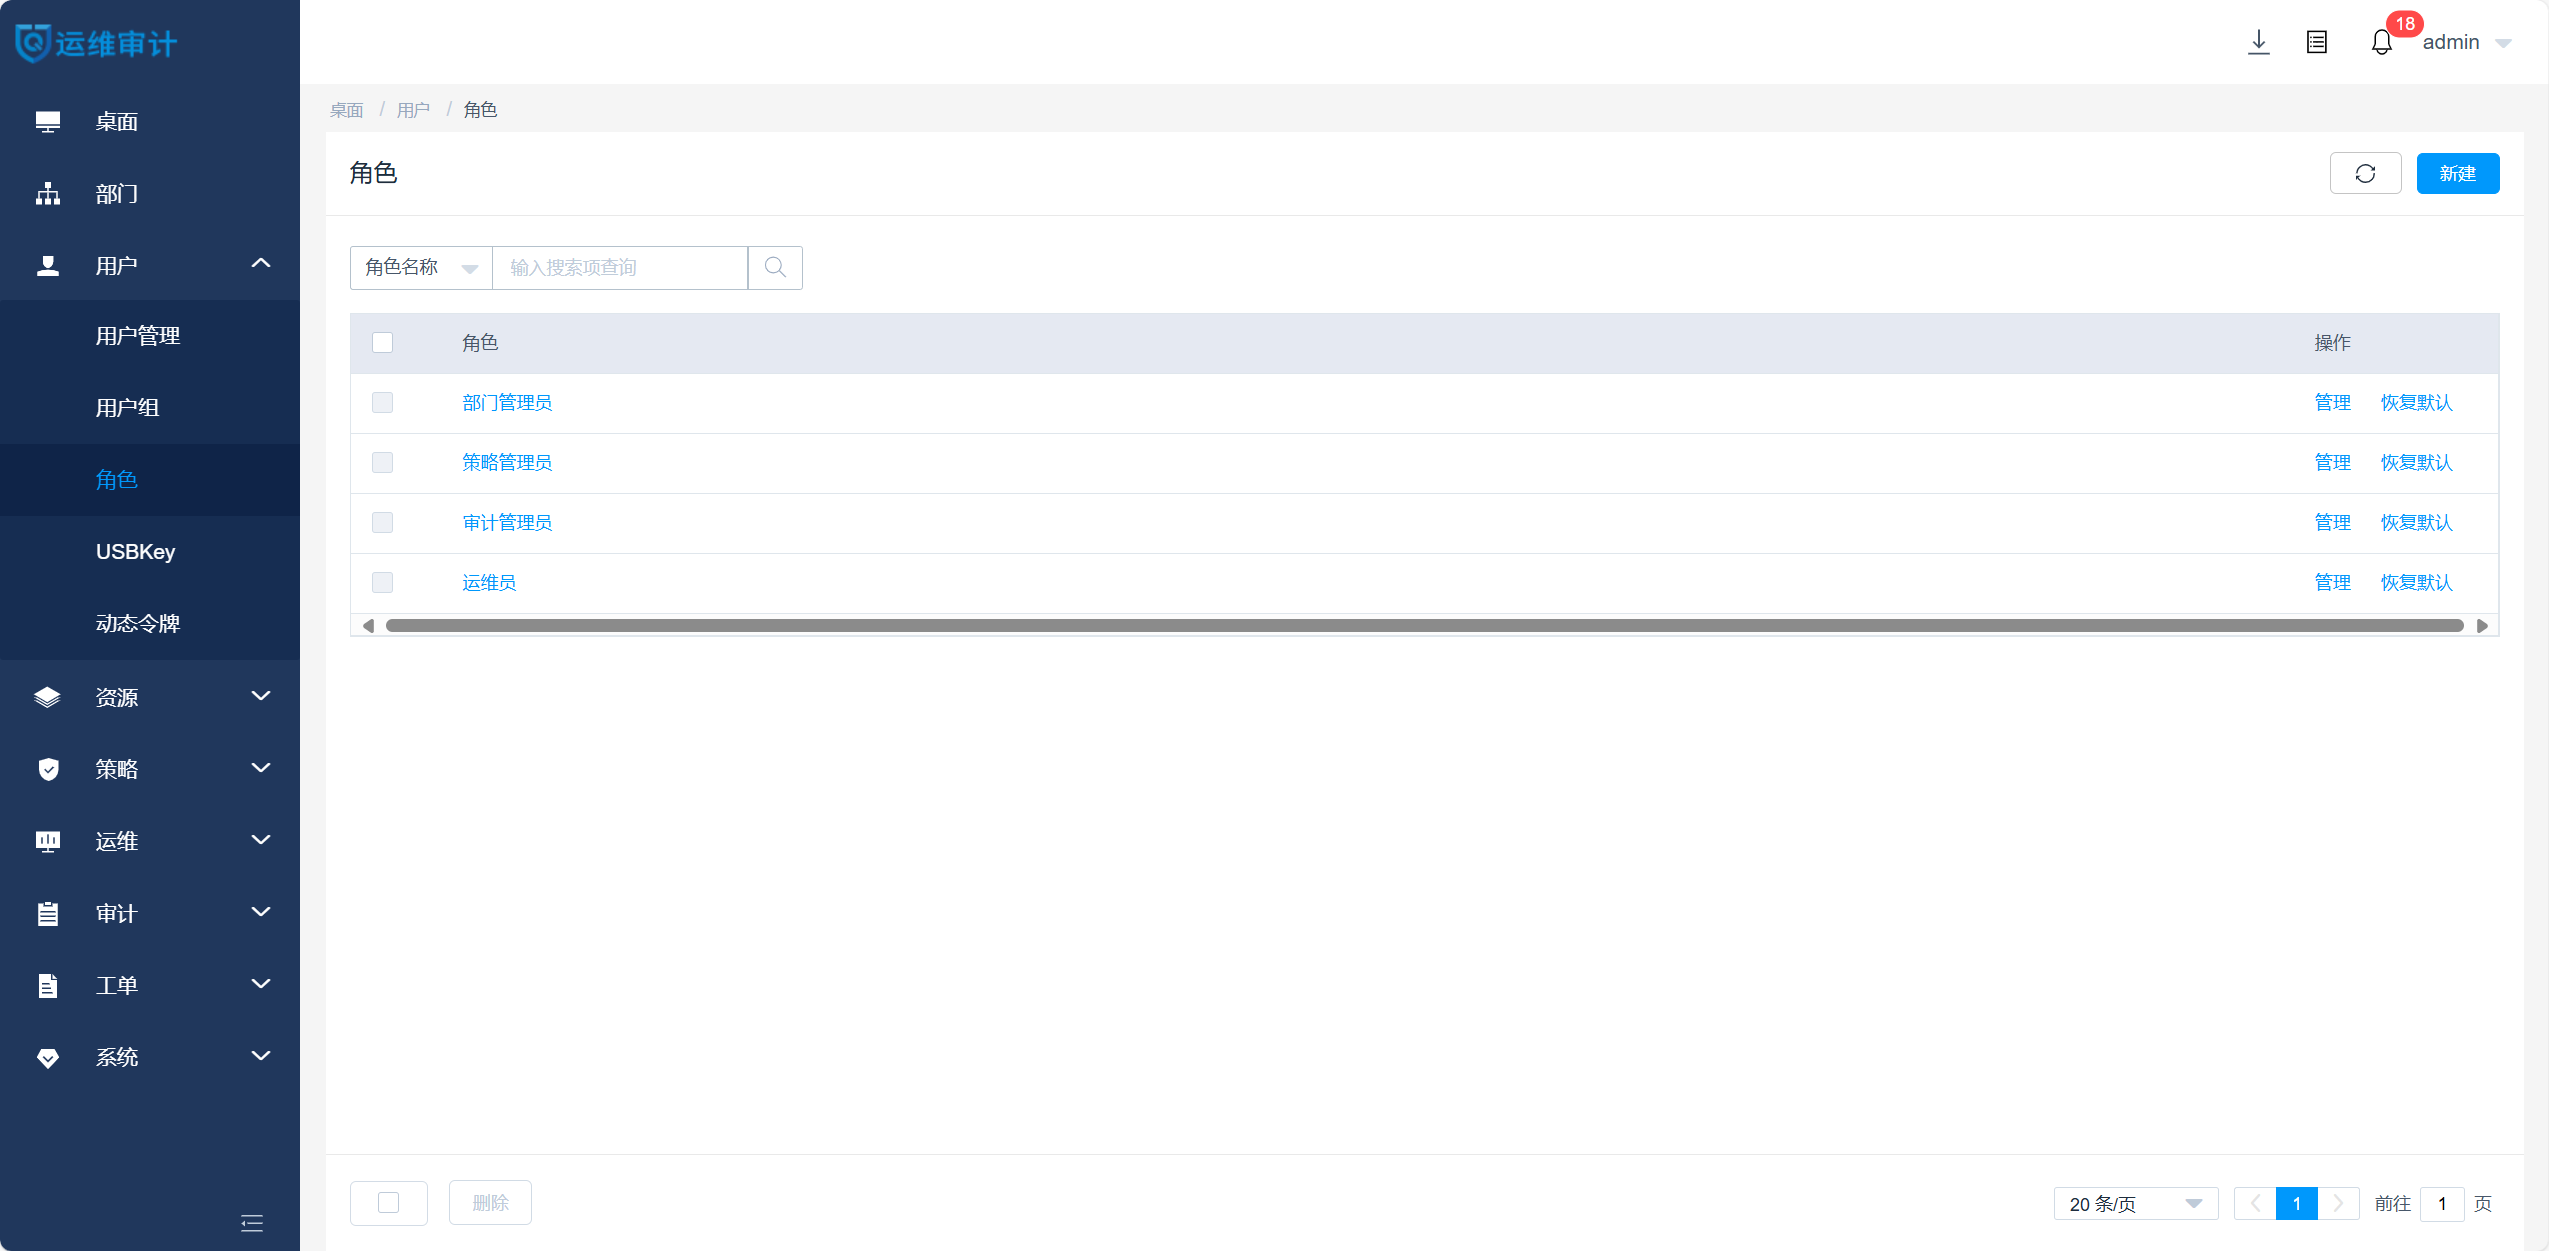 运维审计
18
admin
桌面
部门
用户
用户管理
用户组
角色
USBKey
动态令牌
资源
策略
运维
审计
工单
系统
桌面 / 用户 / 角色
角色
新建
角色名称 输入搜索项查询
角色 操作
部门管理员 管理 恢复默认
策略管理员 管理 恢复默认
审计管理员 管理 恢复默认
运维员 管理 恢复默认
删除
20 条/页 1 前往 1 页